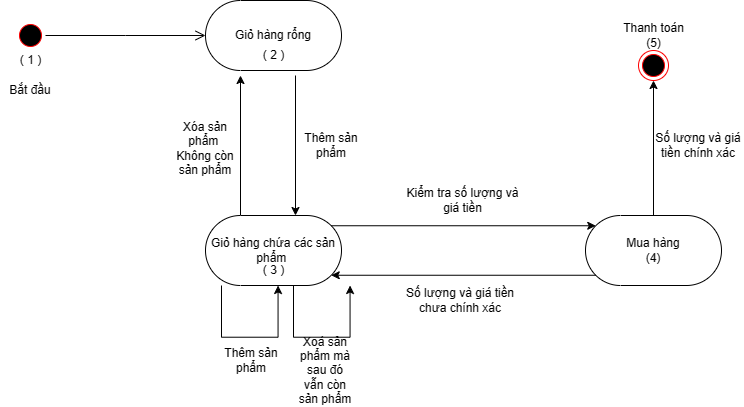 ( 1 )
Bắt đầu
Giỏ hàng rổng
( 2 )
Thanh toán
(5)
Xóa sản
phẩm
Không còn
sản phẩm
Thêm sản
phẩm
Số lượng và giá
tiền chính xác
Kiểm tra số lượng và
giá tiền
Giỏ hàng chứa các sản
phẩm
( 3 )
Mua hàng
(4)
Số lượng và giá tiền
chưa chính xác
Thêm sản
phẩm
Xoá sản
phẩm mà
sau đó
vẫn còn
sản phẩm